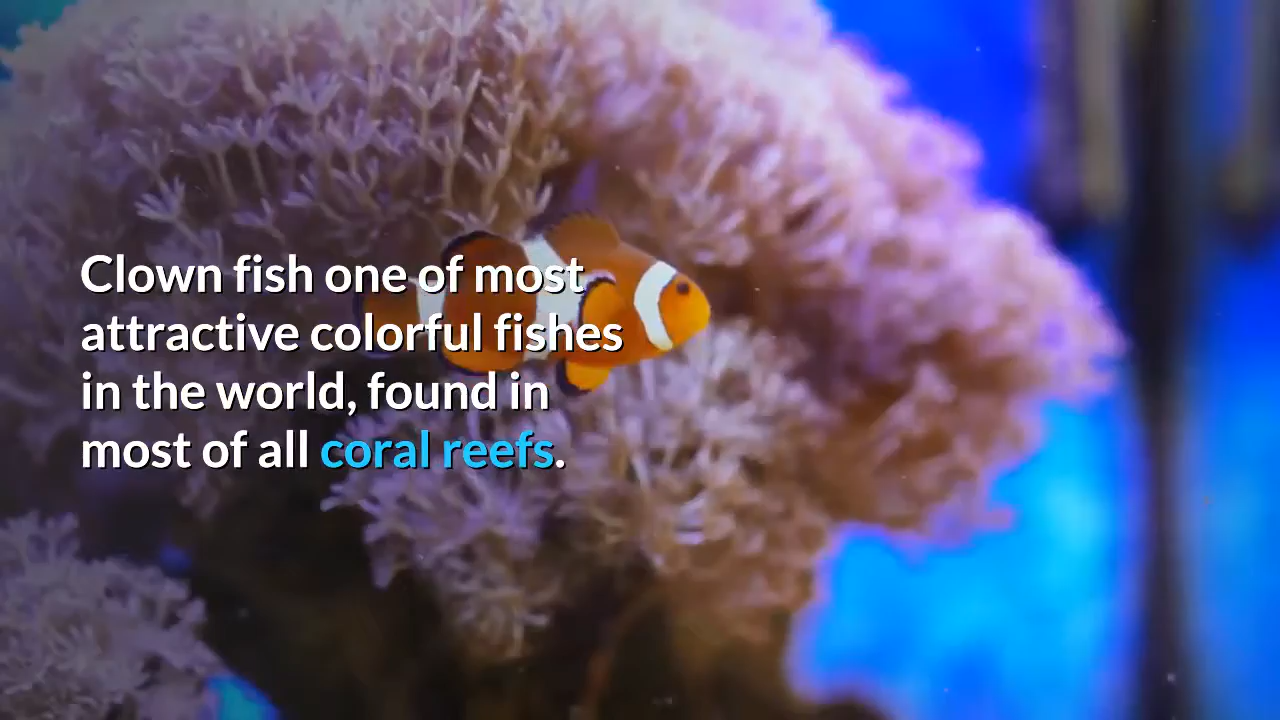 Clown fish one of most
attractive colorful fishes
in the world, found in
most of all coral reefs.